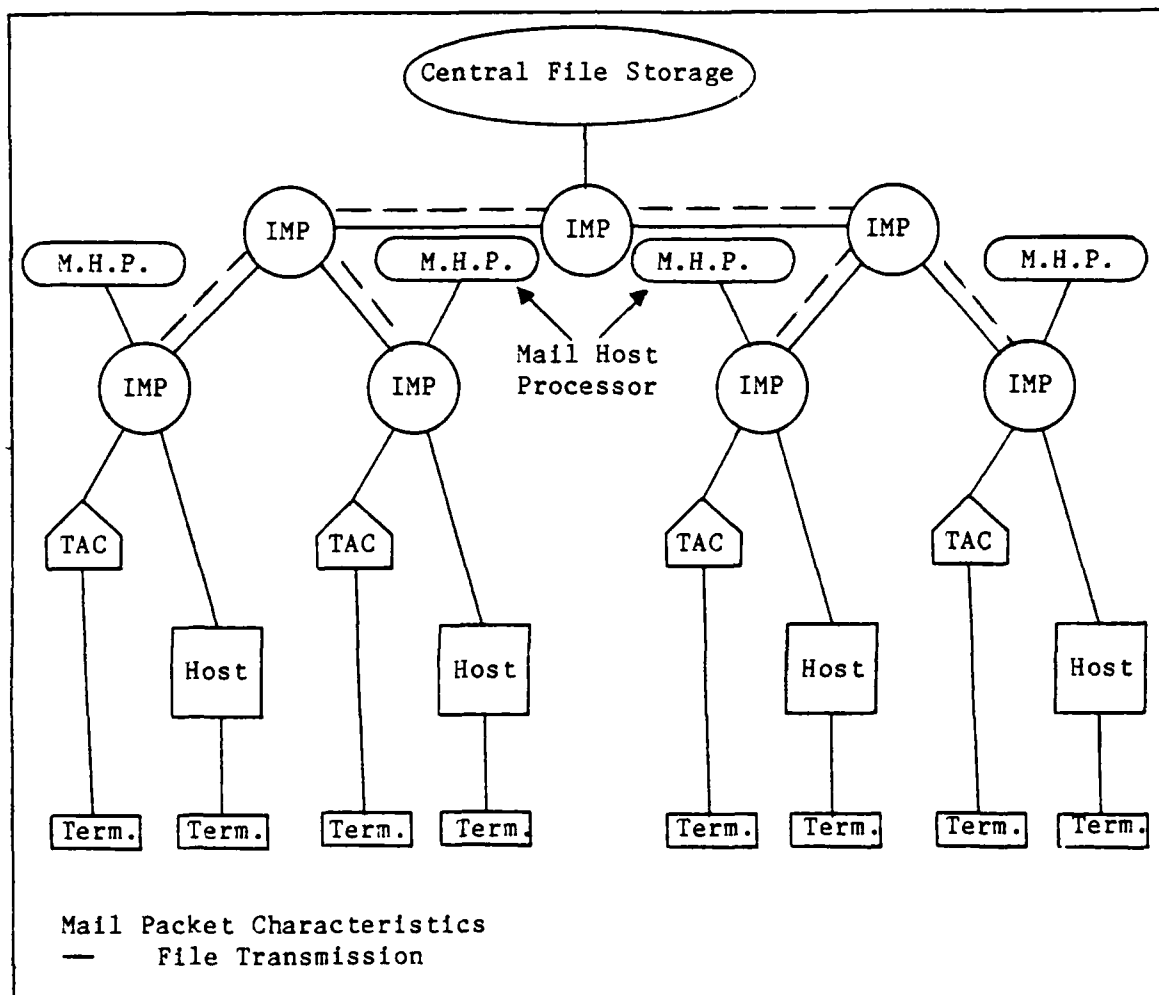 Central File Storage
IMP IMP IMP
M.H.P. M.H.P. M.H.P. M.H.P.
Mail Host
Processor
IMP IMP IMP IMP
TAC TAC TAC TAC
Host Host Host Host
Term. Term. Term. Term. Term. Term. Term. Term.
Mail Packet Characteristics
— File Transmission